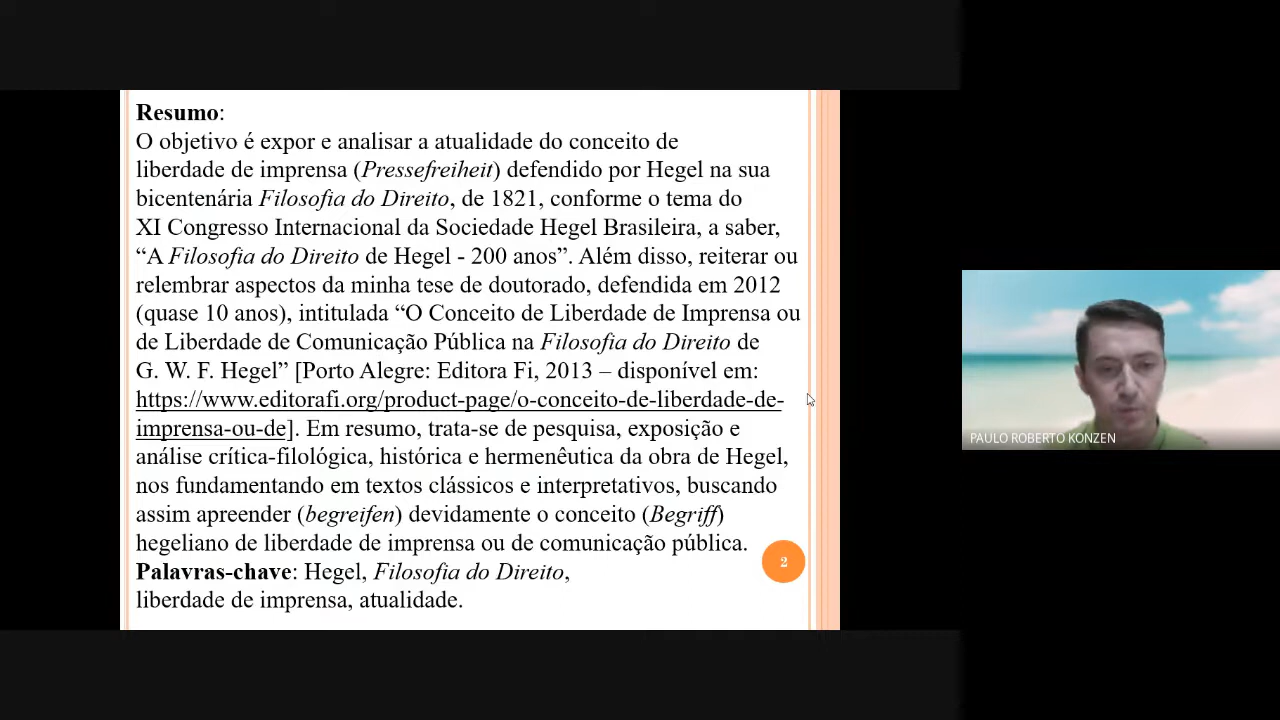 Resumo:
O objetivo é expor e analisar a atualidade do conceito de
liberdade de imprensa (Pressefreiheit) defendido por Hegel na sua
bicentenária Filosofia do Direito, de 1821, conforme o tema do
XI Congresso Internacional da Sociedade Hegel Brasileira, a saber,
“A Filosofia do Direito de Hegel - 200 anos”. Além disso, reiterar ou
relembrar aspectos da minha tese de doutorado, defendida em 2012
(quase 10 anos), intitulada “O Conceito de Liberdade de Imprensa ou
de Liberdade de Comunicação Pública na Filosofia do Direito de
G. W. F. Hegel” [Porto Alegre: Editora Fi, 2013 – disponível em:
https://www.editorafi.org/product-page/o-conceito-de-liberdade-de-
imprensa-ou-de]. Em resumo, trata-se de pesquisa, exposição e
análise crítica-filológica, histórica e hermenêutica da obra de Hegel,
nos fundamentando em textos clássicos e interpretativos, buscando
assim apreender (begreifen) devidamente o conceito (Begriff)
hegeliano de liberdade de imprensa ou de comunicação pública.
Palavras-chave: Hegel, Filosofia do Direito,
liberdade de imprensa, atualidade.
2
PAULO ROBERTO KONZEN